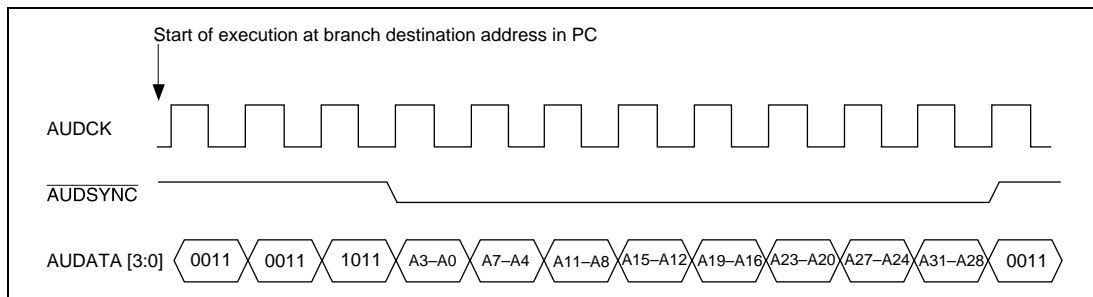 Start of execution at branch destination address in PC
AUDCK
AUDSYNC
AUDATA [3:0] 0011 0011 1011 A3–A0 A7–A4 A11–A8 A15–A12 A19–A16 A23–A20 A27–A24 A31–A28 0011